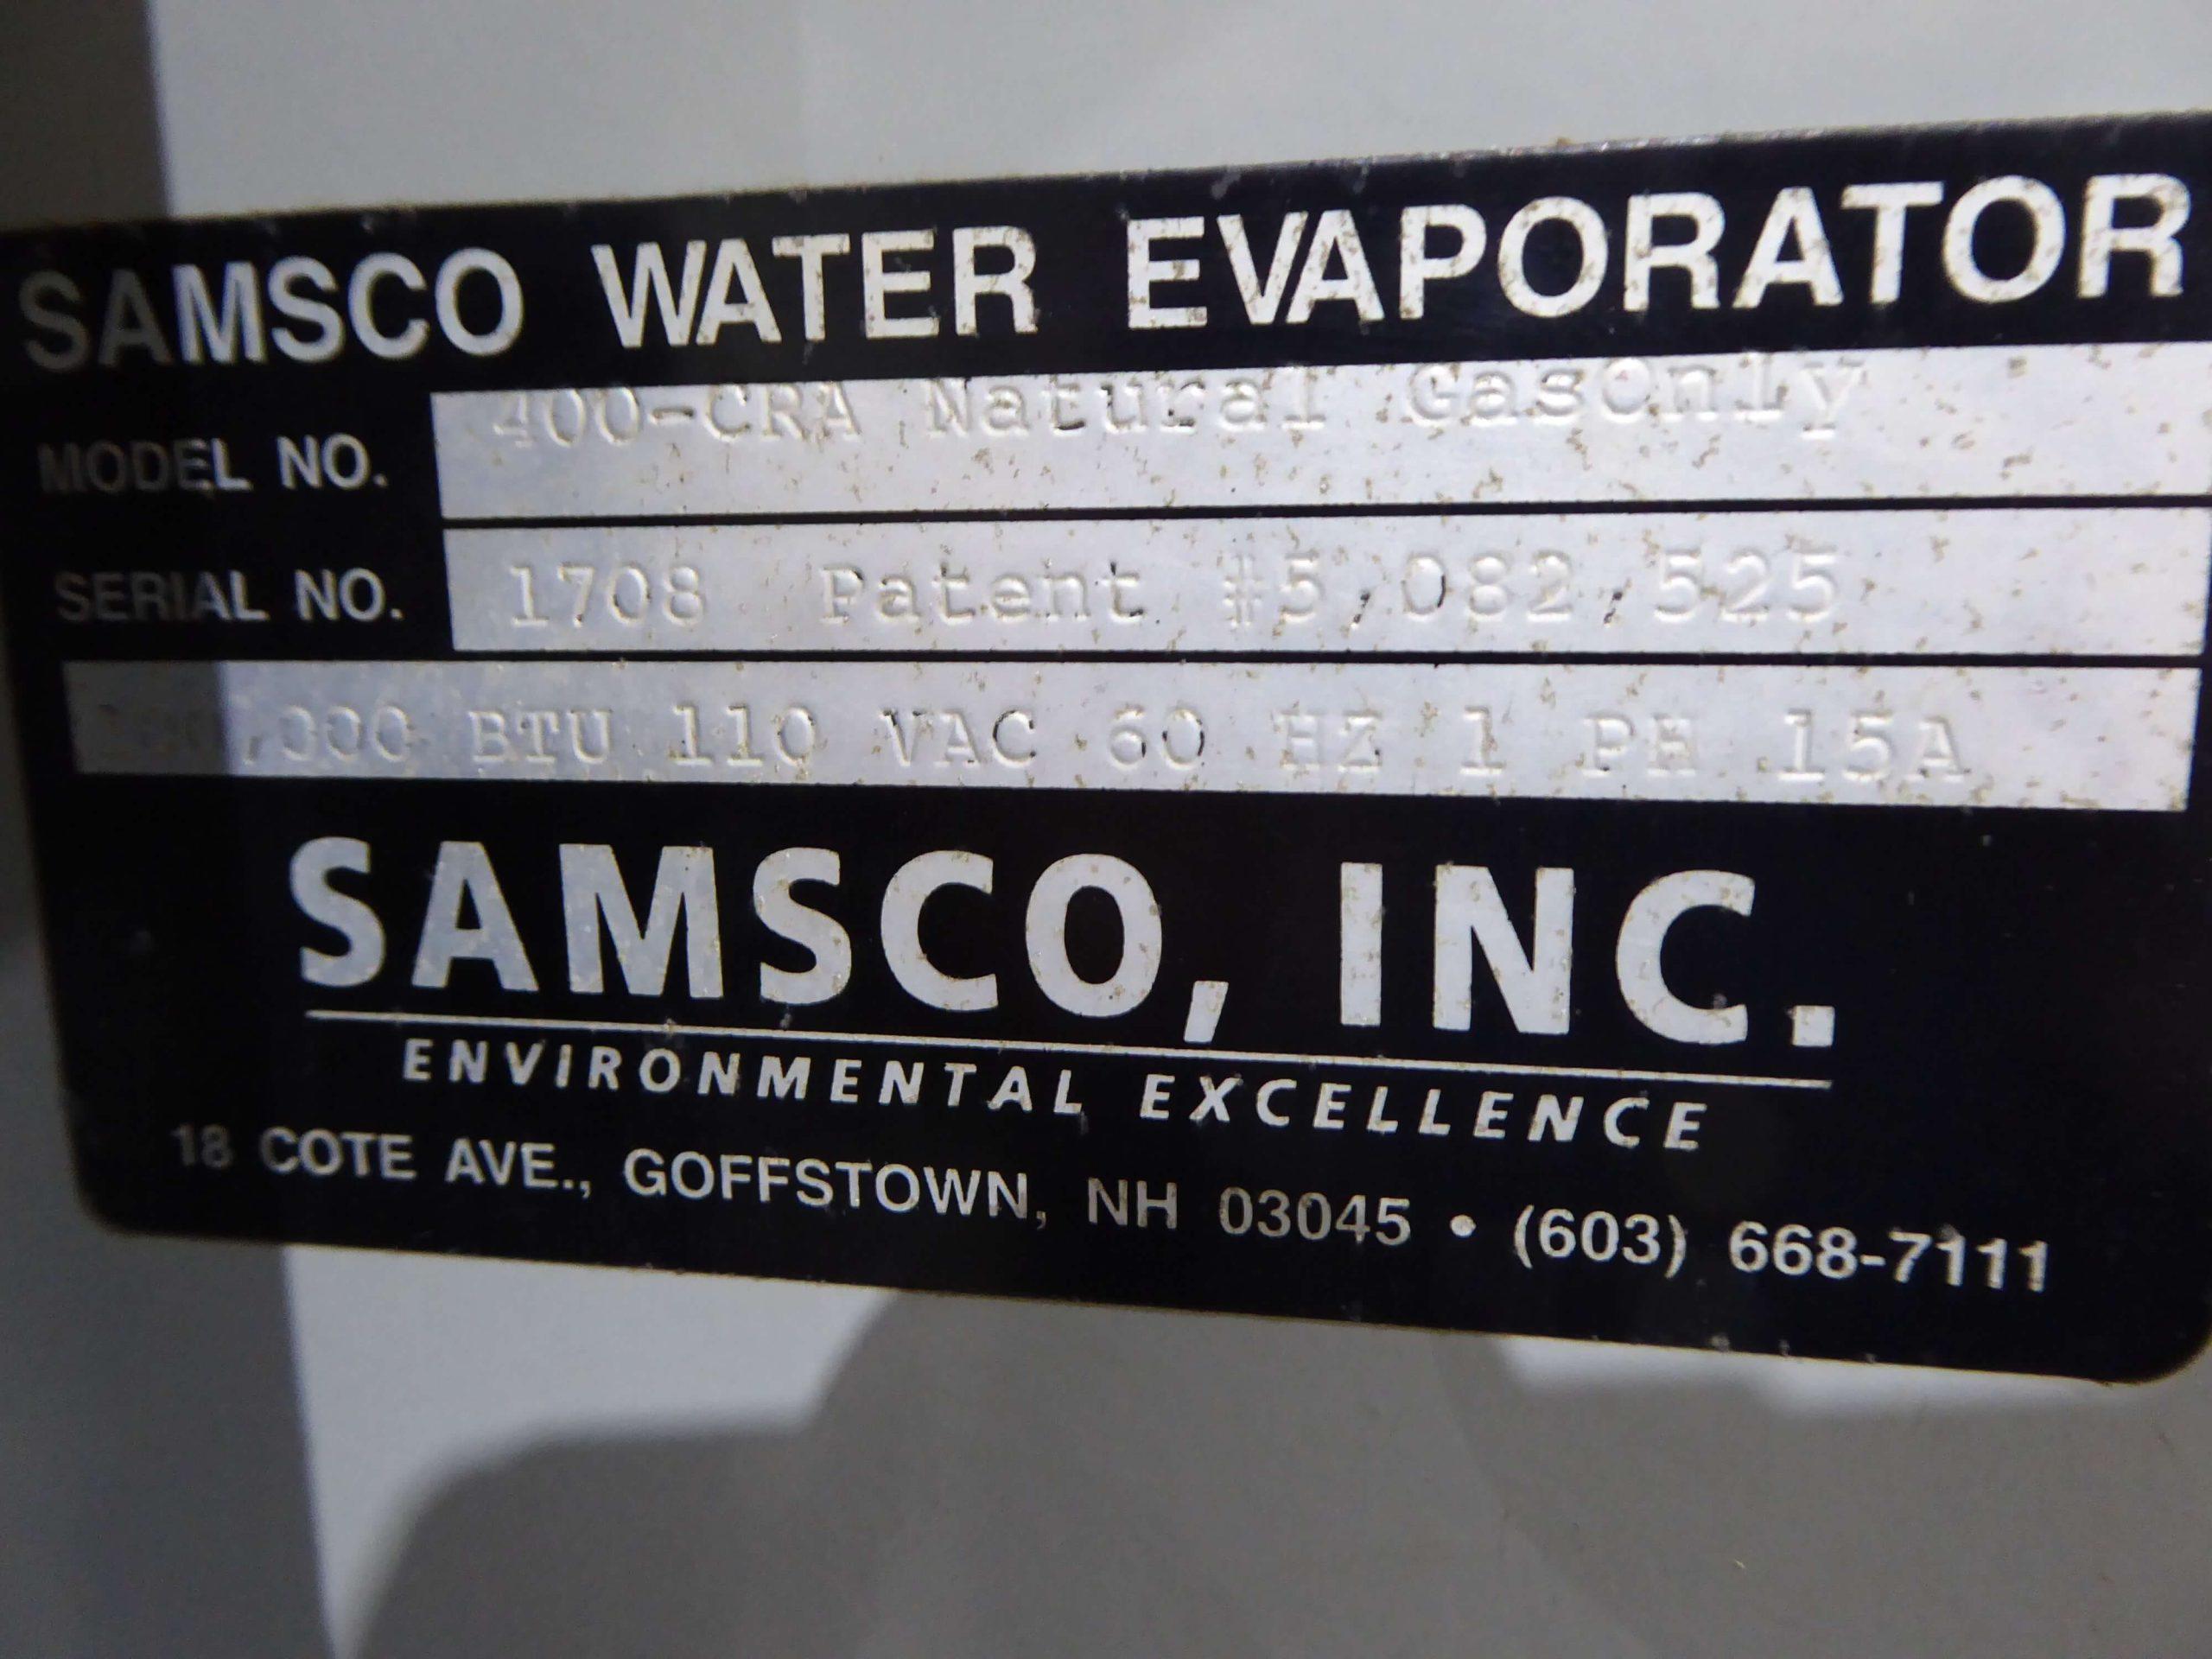 SAMSCO WATER EVAPORATOR
MODEL NO. 400-CRA Natural GasOnly
SERIAL NO. 1708 Patent #5,082,525
BTU 110 VAC 60 HZ 1 PH 15A
SAMSCO, INC.
ENVIRONMENTAL EXCELLENCE
18 COTE AVE., GOFFSTOWN, NH 03045 • (603) 668-7111